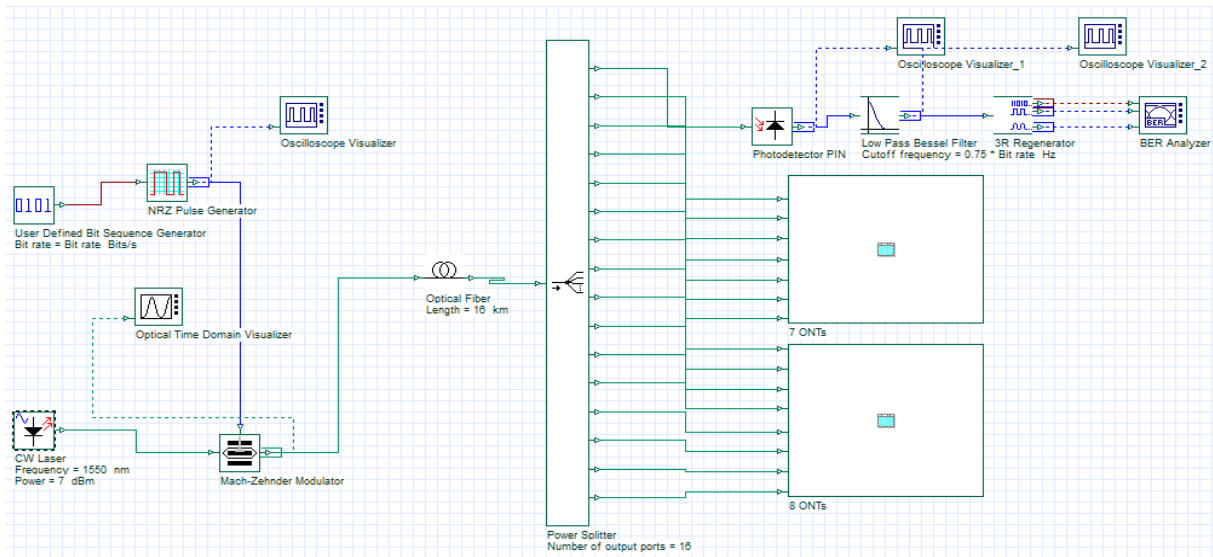 Oscilloscope Visualizer_1
Oscilloscope Visualizer_2
Oscilloscope Visualizer
Photodetector PIN
Low Pass Bessel Filter
Cutoff frequency = 0.75 * Bit rate Hz
3R Regenerator
BER
BER Analyzer
0101
NRZ Pulse Generator
User Defined Bit Sequence Generator
Bit rate = Bit rate Bits/s
Optical Fiber
Length = 16 km
Optical Time Domain Visualizer
7 ONTs
CW Laser
Frequency = 1550 nm
Power = 7 dBm
Mach-Zehnder Modulator
8 ONTs
Power Splitter
Number of output ports = 16